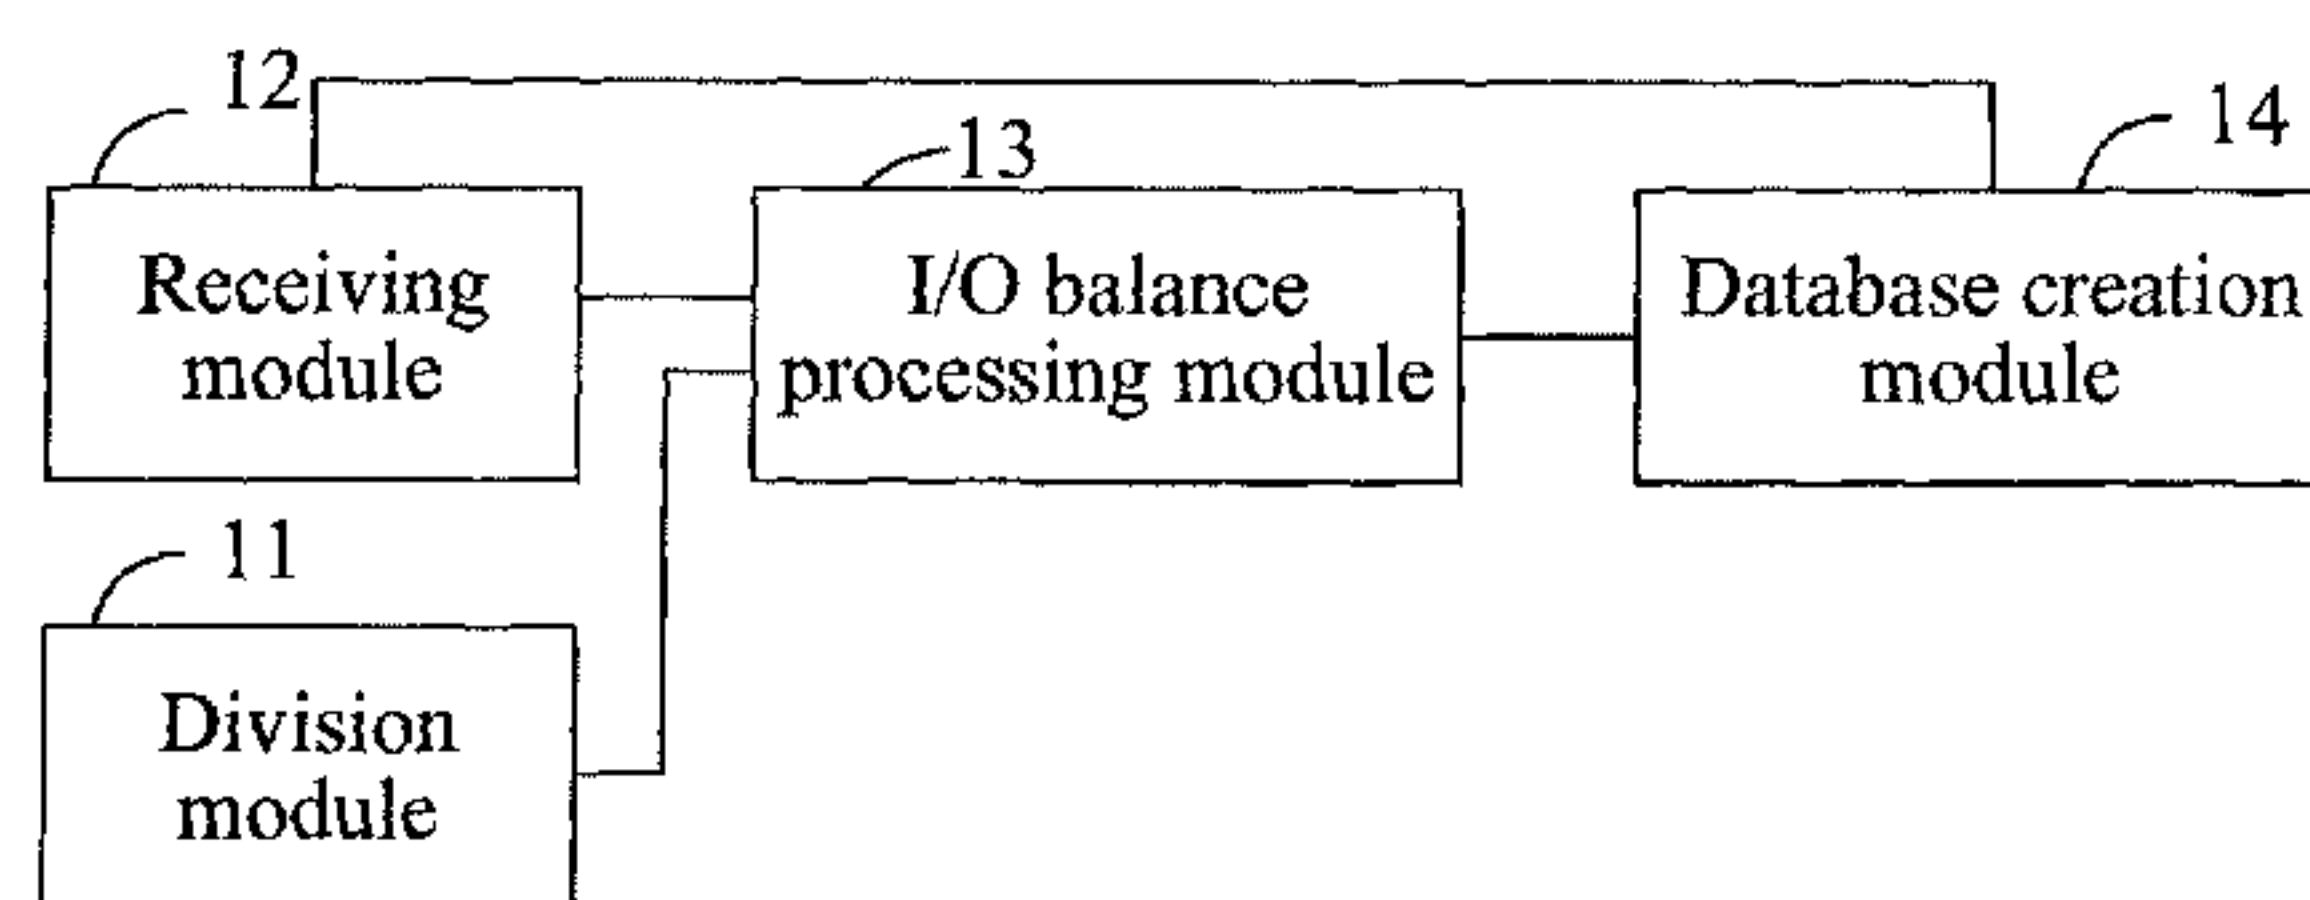 12
13
14
Receiving
module
I/O balance
processing module
Database creation
module
11
Division
module